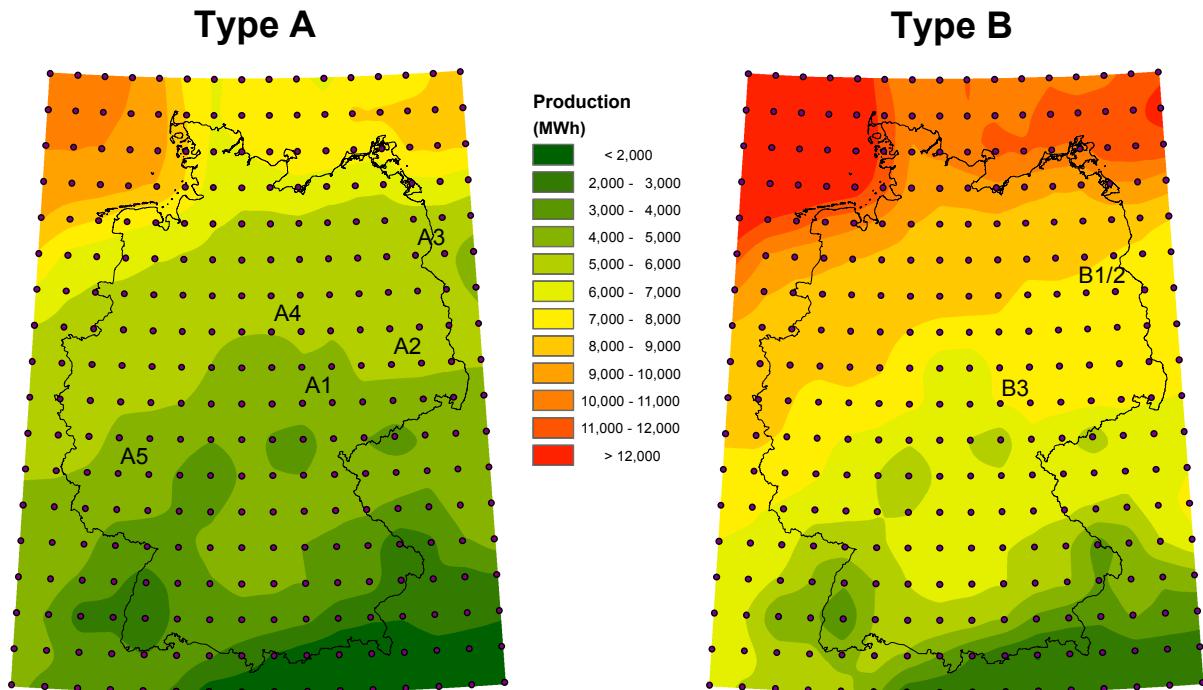 Type A
Type B
Production
(MWh)
< 2,000
2,000 - 3,000
3,000 - 4,000
4,000 - 5,000
5,000 - 6,000
6,000 - 7,000
7,000 - 8,000
8,000 - 9,000
9,000 - 10,000
10,000 - 11,000
11,000 - 12,000
> 12,000
A3
A4
A2
A1
A5
B1/2
B3